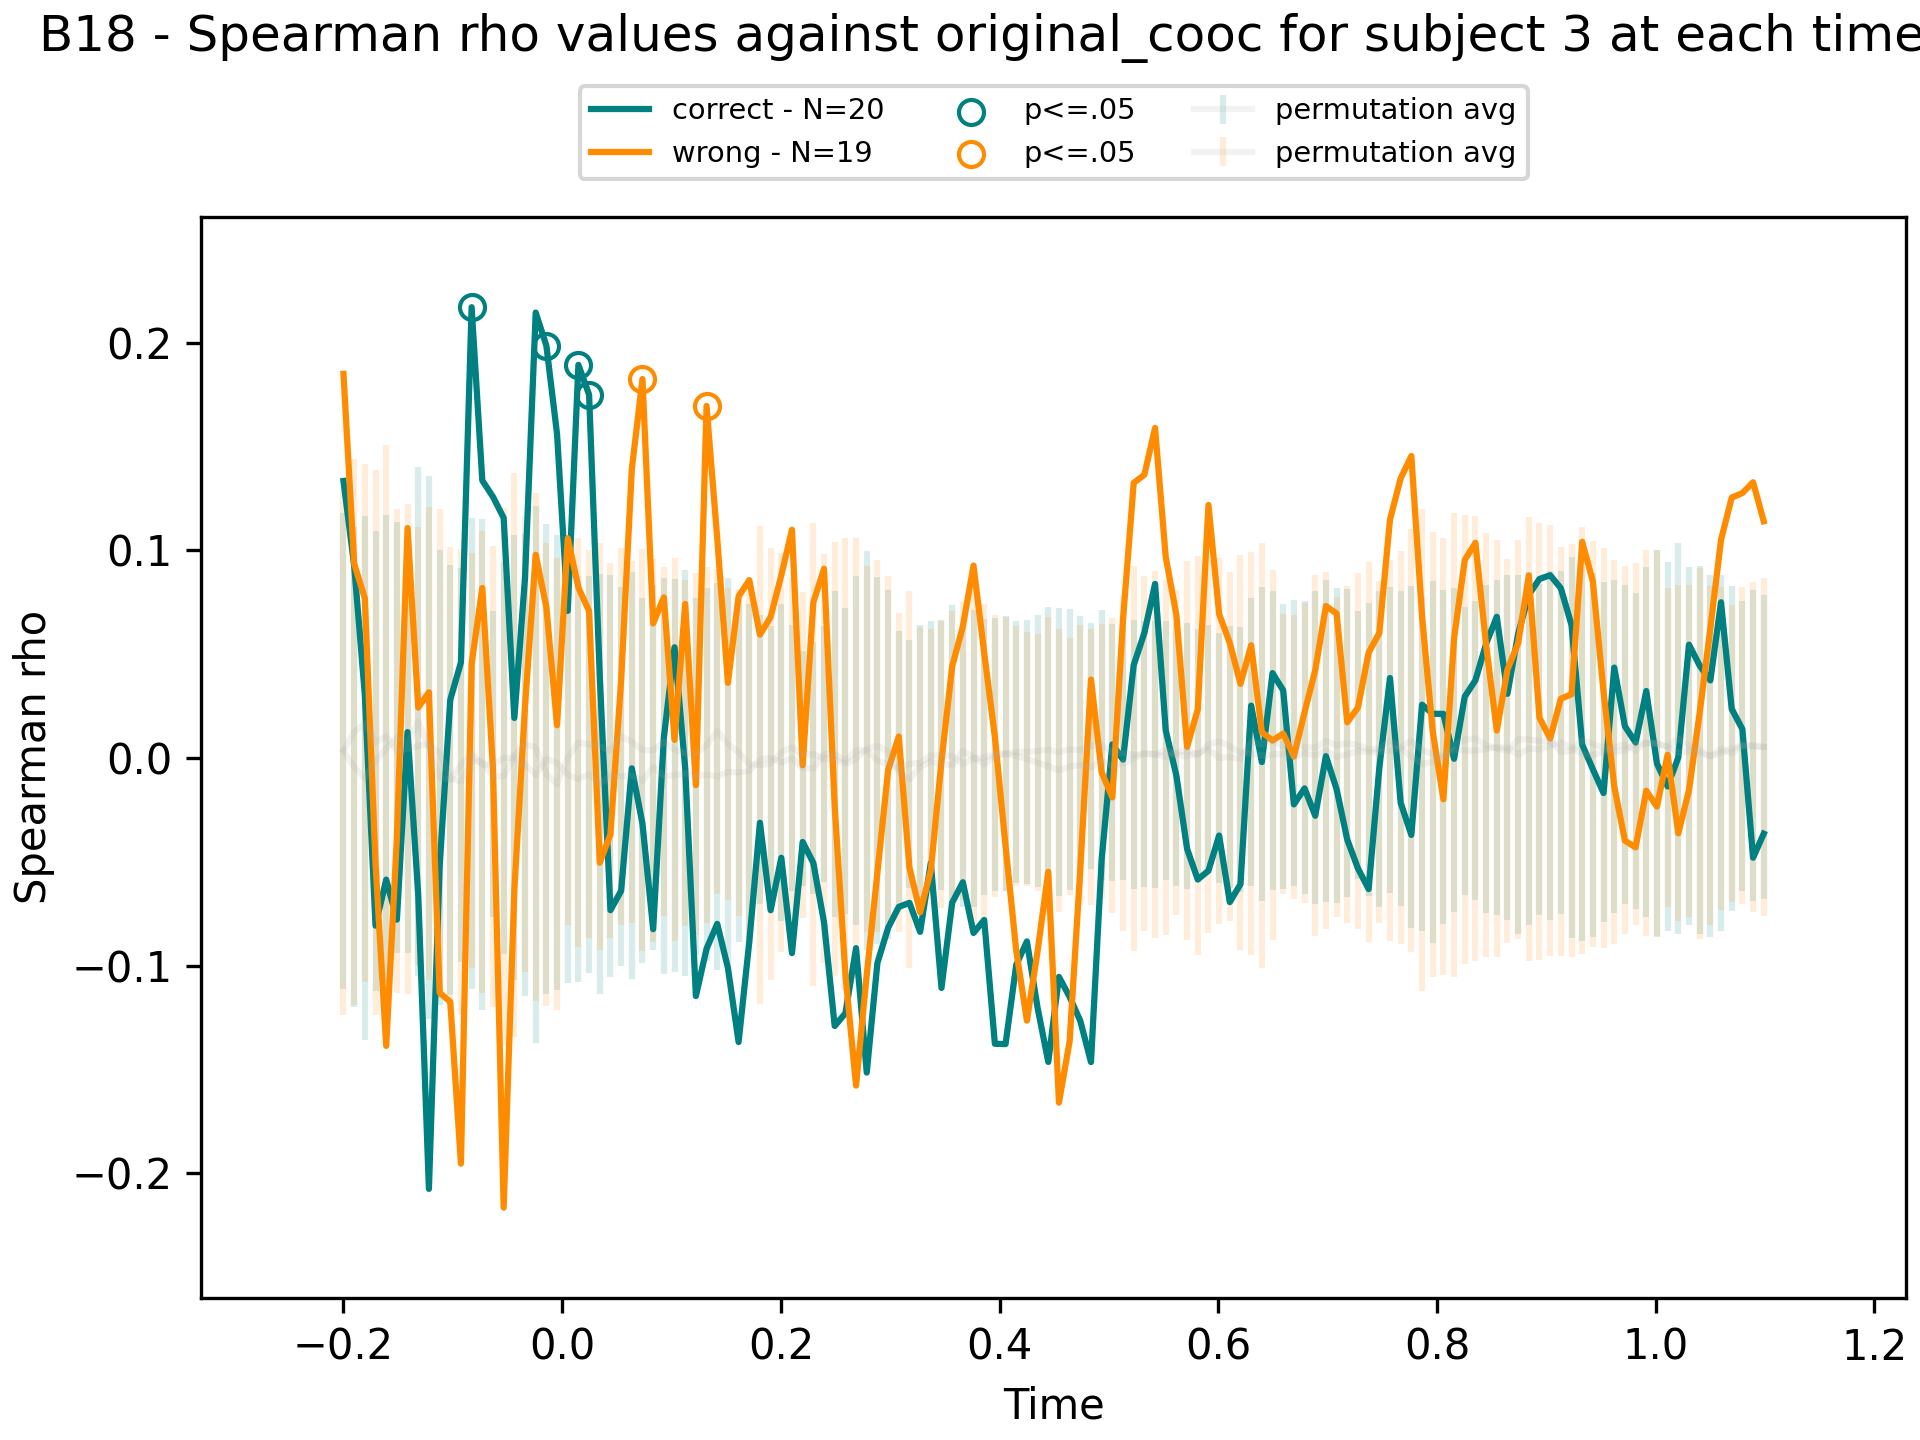 B18 - Spearman rho values against original_cooc for subject 3 at each time
correct - N=20
wrong - N=19
p<=.05
p<=.05
permutation avg
permutation avg
Spearman rho
0.2
0.1
0.0
−0.1
−0.2
−0.2 0.0 0.2 0.4 0.6 0.8 1.0 1.2
Time